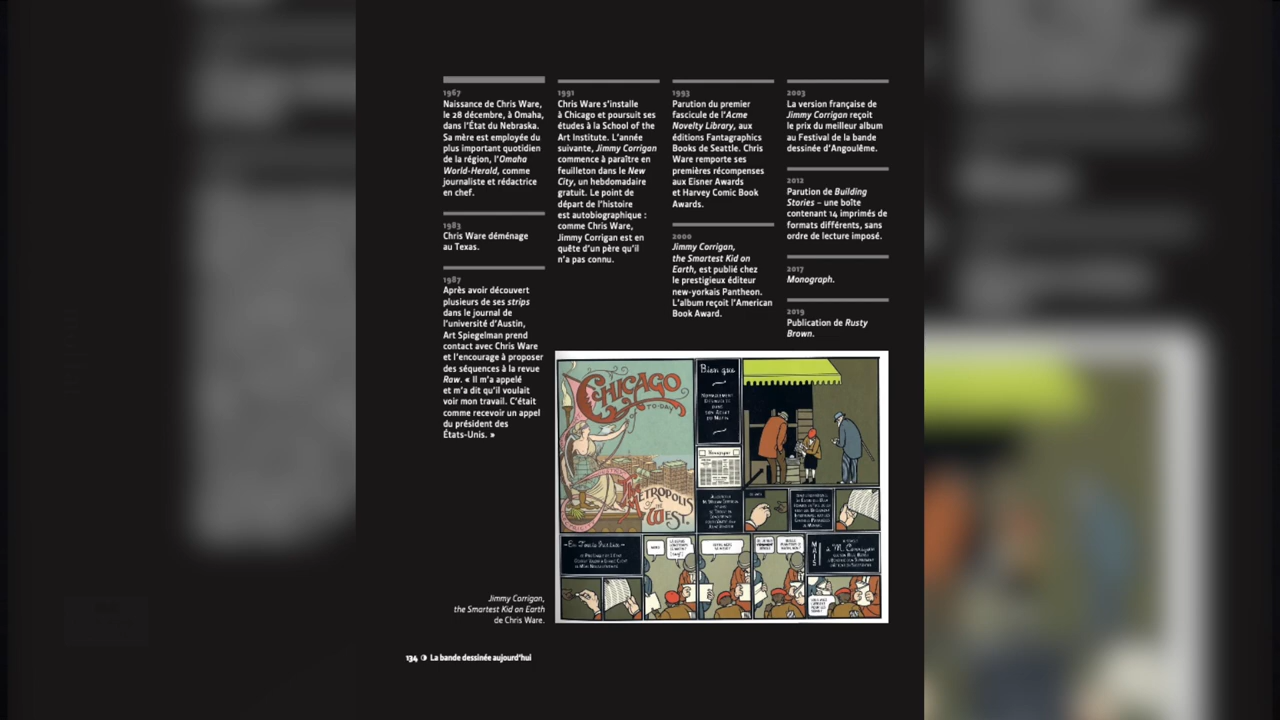 1967
Naissance de Chris Ware,
le 28 décembre, à Omaha,
dans l'État du Nebraska.
Sa mère est employée du
plus important quotidien
de la région, l'Omaha
World-Herald, comme
journaliste et rédactrice
en chef.
1983
Chris Ware déménage
au Texas.
1987
Après avoir découvert
plusieurs de ses strips
dans le journal de
l'université d'Austin,
Art Spiegelman prend
contact avec Chris Ware
et l'encourage à proposer
des séquences à la revue
Raw. « Il m'a appelé
et m'a dit qu'il voulait
voir mon travail. C'était
comme recevoir un appel
du président des
États-Unis. »
1991
Chris Ware s'installe
à Chicago et poursuit ses
études à la School of the
Art Institute. L'année
suivante, Jimmy Corrigan
commence à paraître en
feuilleton dans le New
City, un hebdomadaire
gratuit. Le point de
départ de l'histoire
est autobiographique :
comme Chris Ware,
Jimmy Corrigan est en
quête d'un père qu'il
n'a pas connu.
1993
Parution du premier
fascicule de l'Acme
Novelty Library, aux
éditions Fantagraphics
Books de Seattle. Chris
Ware remporte ses
premières récompenses
aux Eisner Awards
et Harvey Comic Book
Awards.
2000
Jimmy Corrigan,
the Smartest Kid on
Earth, est publié chez
le prestigieux éditeur
new-yorkais Pantheon.
L'album reçoit l'American
Book Award.
2003
La version française de
Jimmy Corrigan reçoit
le prix du meilleur album
au Festival de la bande
dessinée d'Angoulême.
2012
Parution de Building
Stories – une boîte
contenant 14 imprimés de
formats différents, sans
ordre de lecture imposé.
2017
Monograph.
2019
Publication de Rusty
Brown.
CHICAGO
TO-DAY
METROPOLIS
of the
WEST.
Bien que
Newspaper
MAIS
à M. Corrigan
Jimmy Corrigan,
the Smartest Kid on Earth
de Chris Ware.
134 La bande dessinée aujourd'hui